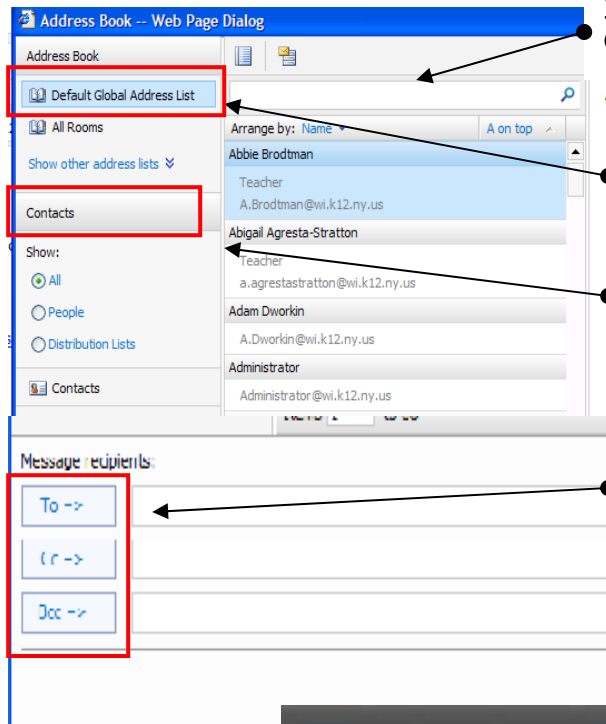 Address Book -- Web Page Dialog
Address Book
Default Global Address List
All Rooms
Arrange by: Name
A on top
Show other address lists
Abbie Brodtman
Teacher
A.Brodtman@wi.k12.ny.us
Contacts
Abigail Agresta-Stratton
Show:
Teacher
All
a.agrestastratton@wi.k12.ny.us
People
Adam Dworkin
Distribution Lists
A.Dworkin@wi.k12.ny.us
Administrator
Contacts
Administrator@wi.k12.ny.us
Message recipients:
To ->